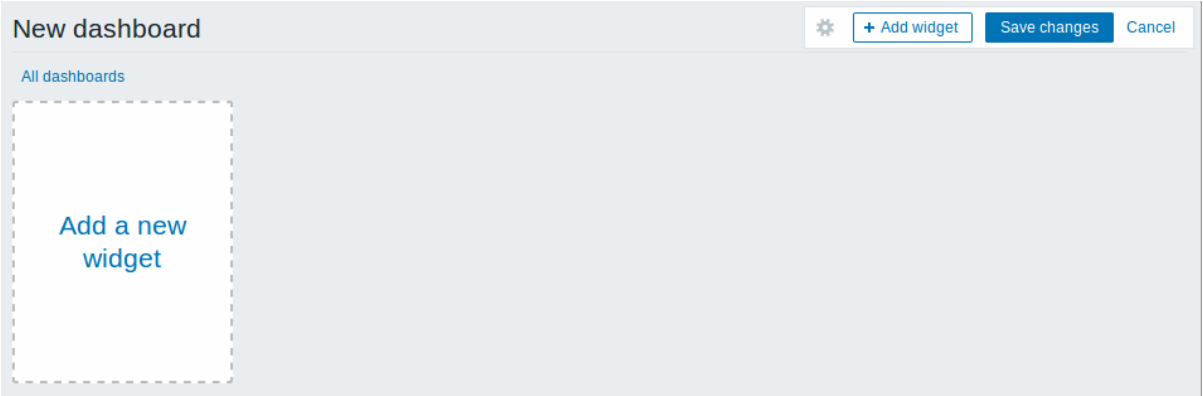 New dashboard
+ Add widget
Save changes
Cancel
All dashboards
Add a new
widget